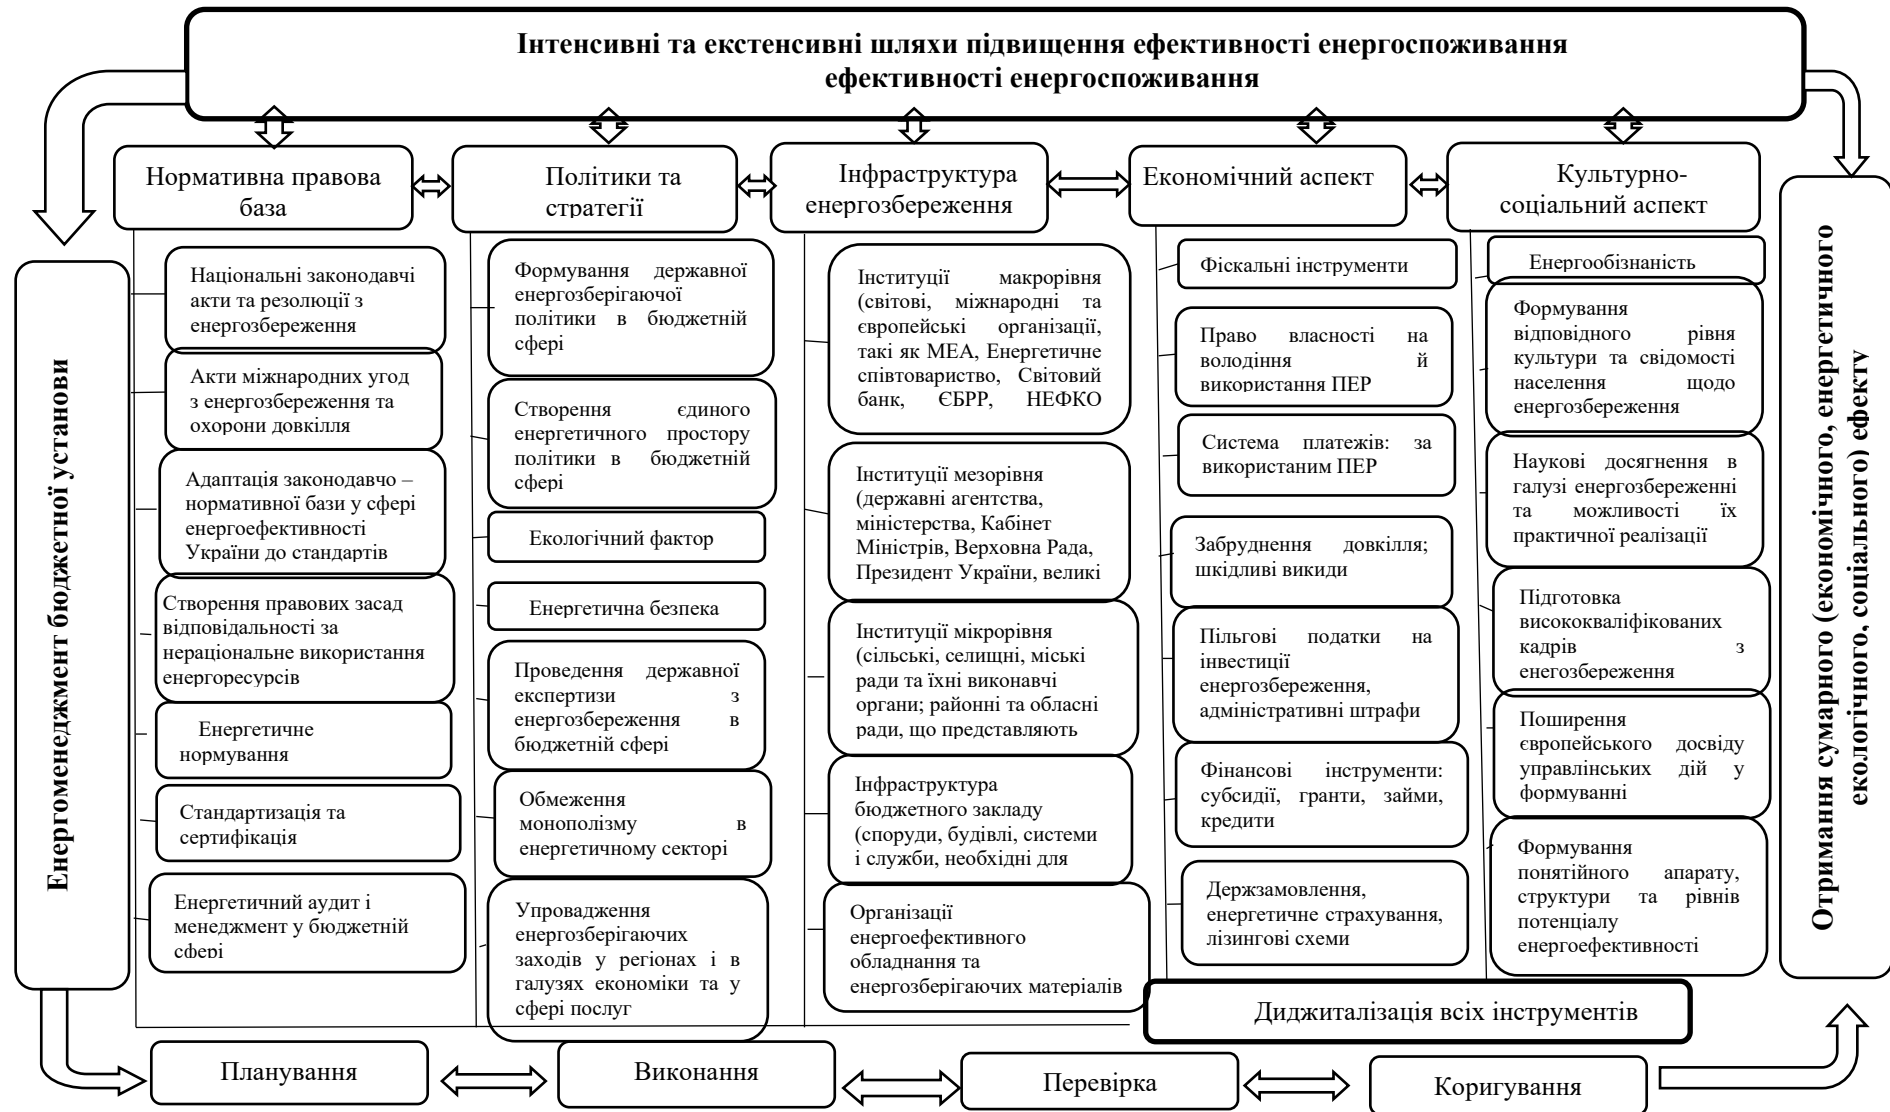 Інтенсивні та екстенсивні шляхи підвищення ефективності енергоспоживання
ефективності енергоспоживання
Енергоменеджмент бюджетної установи
Нормативна правова
база
Національні законодавчі
акти та резолюції з
енергозбереження
Акти міжнародних угод
з енергозбереження та
охорони довкілля
Адаптація законодавчо –
нормативної бази у сфері
енергоефективності
України до стандартів
Створення правових засад
відповідальності за
нераціональне використання
енергоресурсів
Енергетичне
нормування
Стандартизація та
сертифікація
Енергетичний аудит і
менеджмент у бюджетній
сфері
Політики та
стратегії
Формування державної
енергозберігаючої
політики в бюджетній
сфері
Створення єдиного
енергетичного простору
політики в бюджетній
сфері
Екологічний фактор
Енергетична безпека
Проведення державної
експертизи з
енергозбереження в
бюджетній сфері
Обмеження
монополізму в
енергетичному секторі
Упровадження
енергозберігаючих
заходів у регіонах і в
галузях економіки та у
сфері послуг
Інфраструктура
енергозбереження
Інституції макрорівня
(світові, міжнародні та
європейські організації,
такі як МЕА, Енергетичне
співтовариство, Світовий
банк, ЄБРР, НЕФКО
Інституції мезорівня
(державні агентства,
міністерства, Кабінет
Міністрів, Верховна Рада,
Президент України, великі
Інституції мікрорівня
(сільські, селищні, міські
ради та їхні виконавчі
органи; районні та обласні
ради, що представляють
Інфраструктура
бюджетного закладу
(споруди, будівлі, системи
і служби, необхідні для
Організації
енергоефективного
обладнання та
енергозберігаючих матеріалів
Економічний аспект
Фіскальні інструменти
Право власності на
володіння й
використання ПЕР
Система платежів: за
використаним ПЕР
Забруднення довкілля;
шкідливі викиди
Пільгові податки на
інвестиції
енергозбереження,
адміністративні штрафи
Фінансові інструменти:
субсидії, гранти, займи,
кредити
Держзамовлення,
енергетичне страхування,
лізингові схеми
Культурно-
соціальний аспект
Енергообізнаність
Формування
відповідного рівня
культури та свідомості
населення щодо
енергозбереження
Наукові досягнення в
галузі енергозбереженні
та можливості їх
практичної реалізації
Підготовка
висококваліфікованих
кадрів з
енегозбереження
Поширення
європейського досвіду
управлінських дій у
формуванні
Формування
понятійного апарату,
структури та рівнів
потенціалу
енергоефективності
Отримання сумарного (економічного, енергетичного
екологічного, соціального) ефекту
Диджиталізація всіх інструментів
Планування
Виконання
Перевірка
Коригування